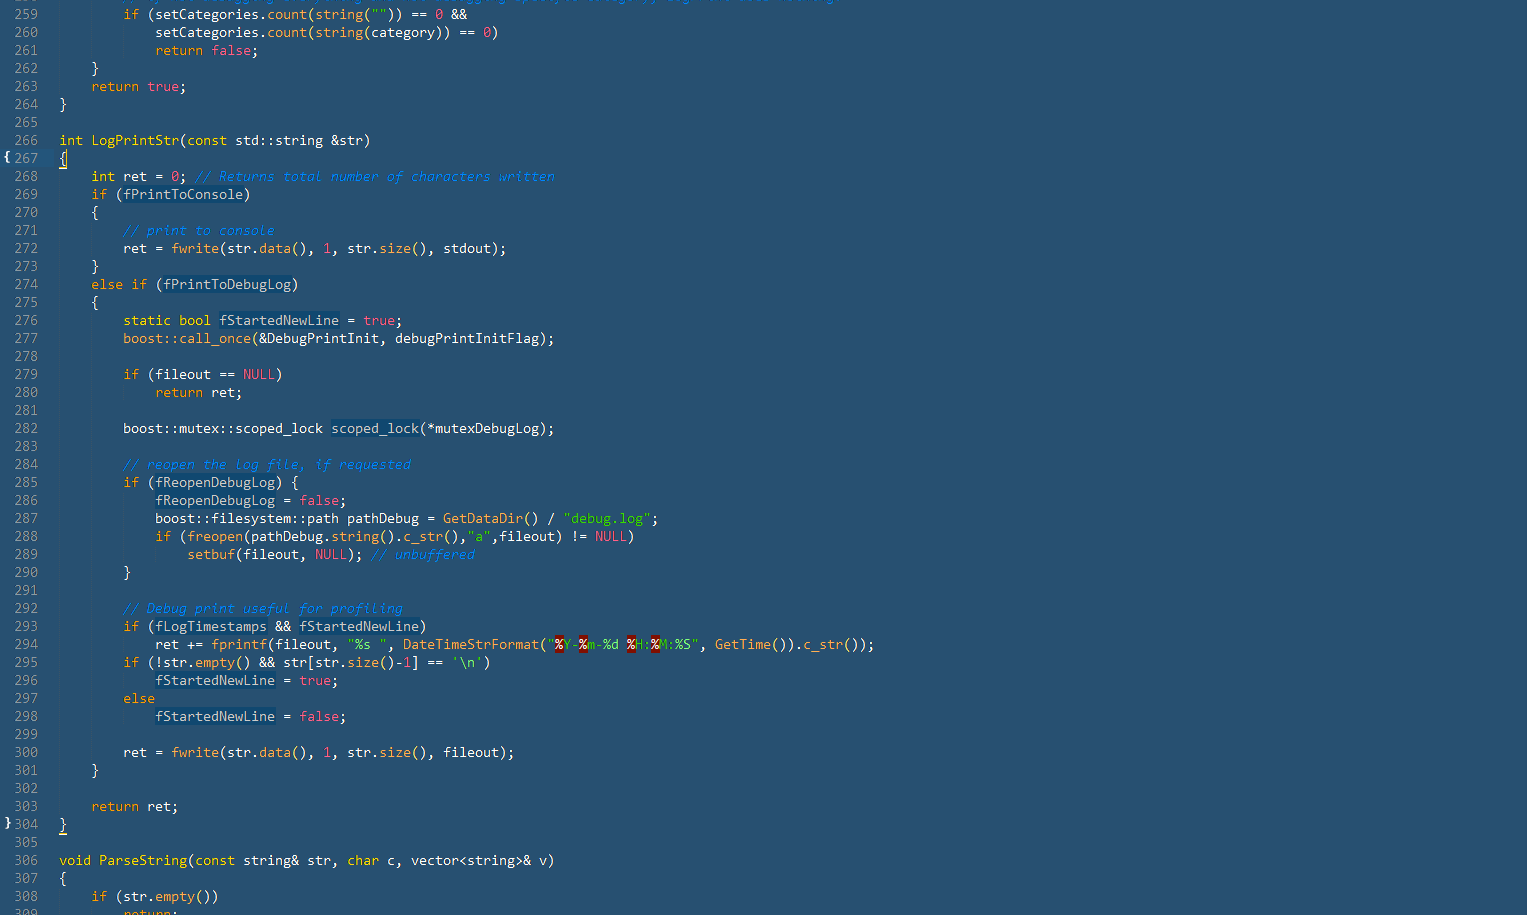 259 if (setCategories.count(string("")) == 0 &&
260 setCategories.count(string(category)) == 0)
261 return false;
262 }
263 return true;
264 }
265
266 int LogPrintStr(const std::string &str)
{ 267 {
268 int ret = 0; // Returns total number of characters written
269 if (fPrintToConsole)
270 {
271 // print to console
272 ret = fwrite(str.data(), 1, str.size(), stdout);
273 }
274 else if (fPrintToDebugLog)
275 {
276 static bool fStartedNewLine = true;
277 boost::call_once(&DebugPrintInit, debugPrintInitFlag);
278
279 if (fileout == NULL)
280 return ret;
281
282 boost::mutex::scoped_lock scoped_lock(*mutexDebugLog);
283
284 // reopen the log file, if requested
285 if (fReopenDebugLog) {
286 fReopenDebugLog = false;
287 boost::filesystem::path pathDebug = GetDataDir() / "debug.log";
288 if (freopen(pathDebug.string().c_str(),"a",fileout) != NULL)
289 setbuf(fileout, NULL); // unbuffered
290 }
291
292 // Debug print useful for profiling
293 if (fLogTimestamps && fStartedNewLine)
294 ret += fprintf(fileout, "%s ", DateTimeStrFormat("%Y-%m-%d %H:%M:%S", GetTime()).c_str());
295 if (!str.empty() && str[str.size()-1] == '\n')
296 fStartedNewLine = true;
297 else
298 fStartedNewLine = false;
299
300 ret = fwrite(str.data(), 1, str.size(), fileout);
301 }
302
303 return ret;
} 304 }
305
306 void ParseString(const string& str, char c, vector<string>& v)
307 {
308 if (str.empty())
309 return;